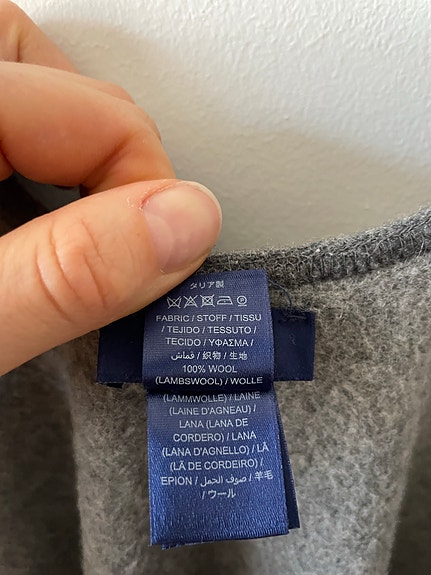 タリア製
FABRIC / STOFF / TISSU
/ TEJIDO / TESSUTO /
TECIDO / ΥΦΑΣΜΑ /
قماش / 织物 / 生地
100% WOOL
(LAMBSWOOL) / WOLLE
(LAMMWOLLE) / LAINE
(LAINE D'AGNEAU) /
LANA (LANA DE
CORDERO) / LANA
(LANA D'AGNELLO) / LÃ
(LÃ DE CORDEIRO) /
EPION / صوف الحمل / 羊毛
/ ウール